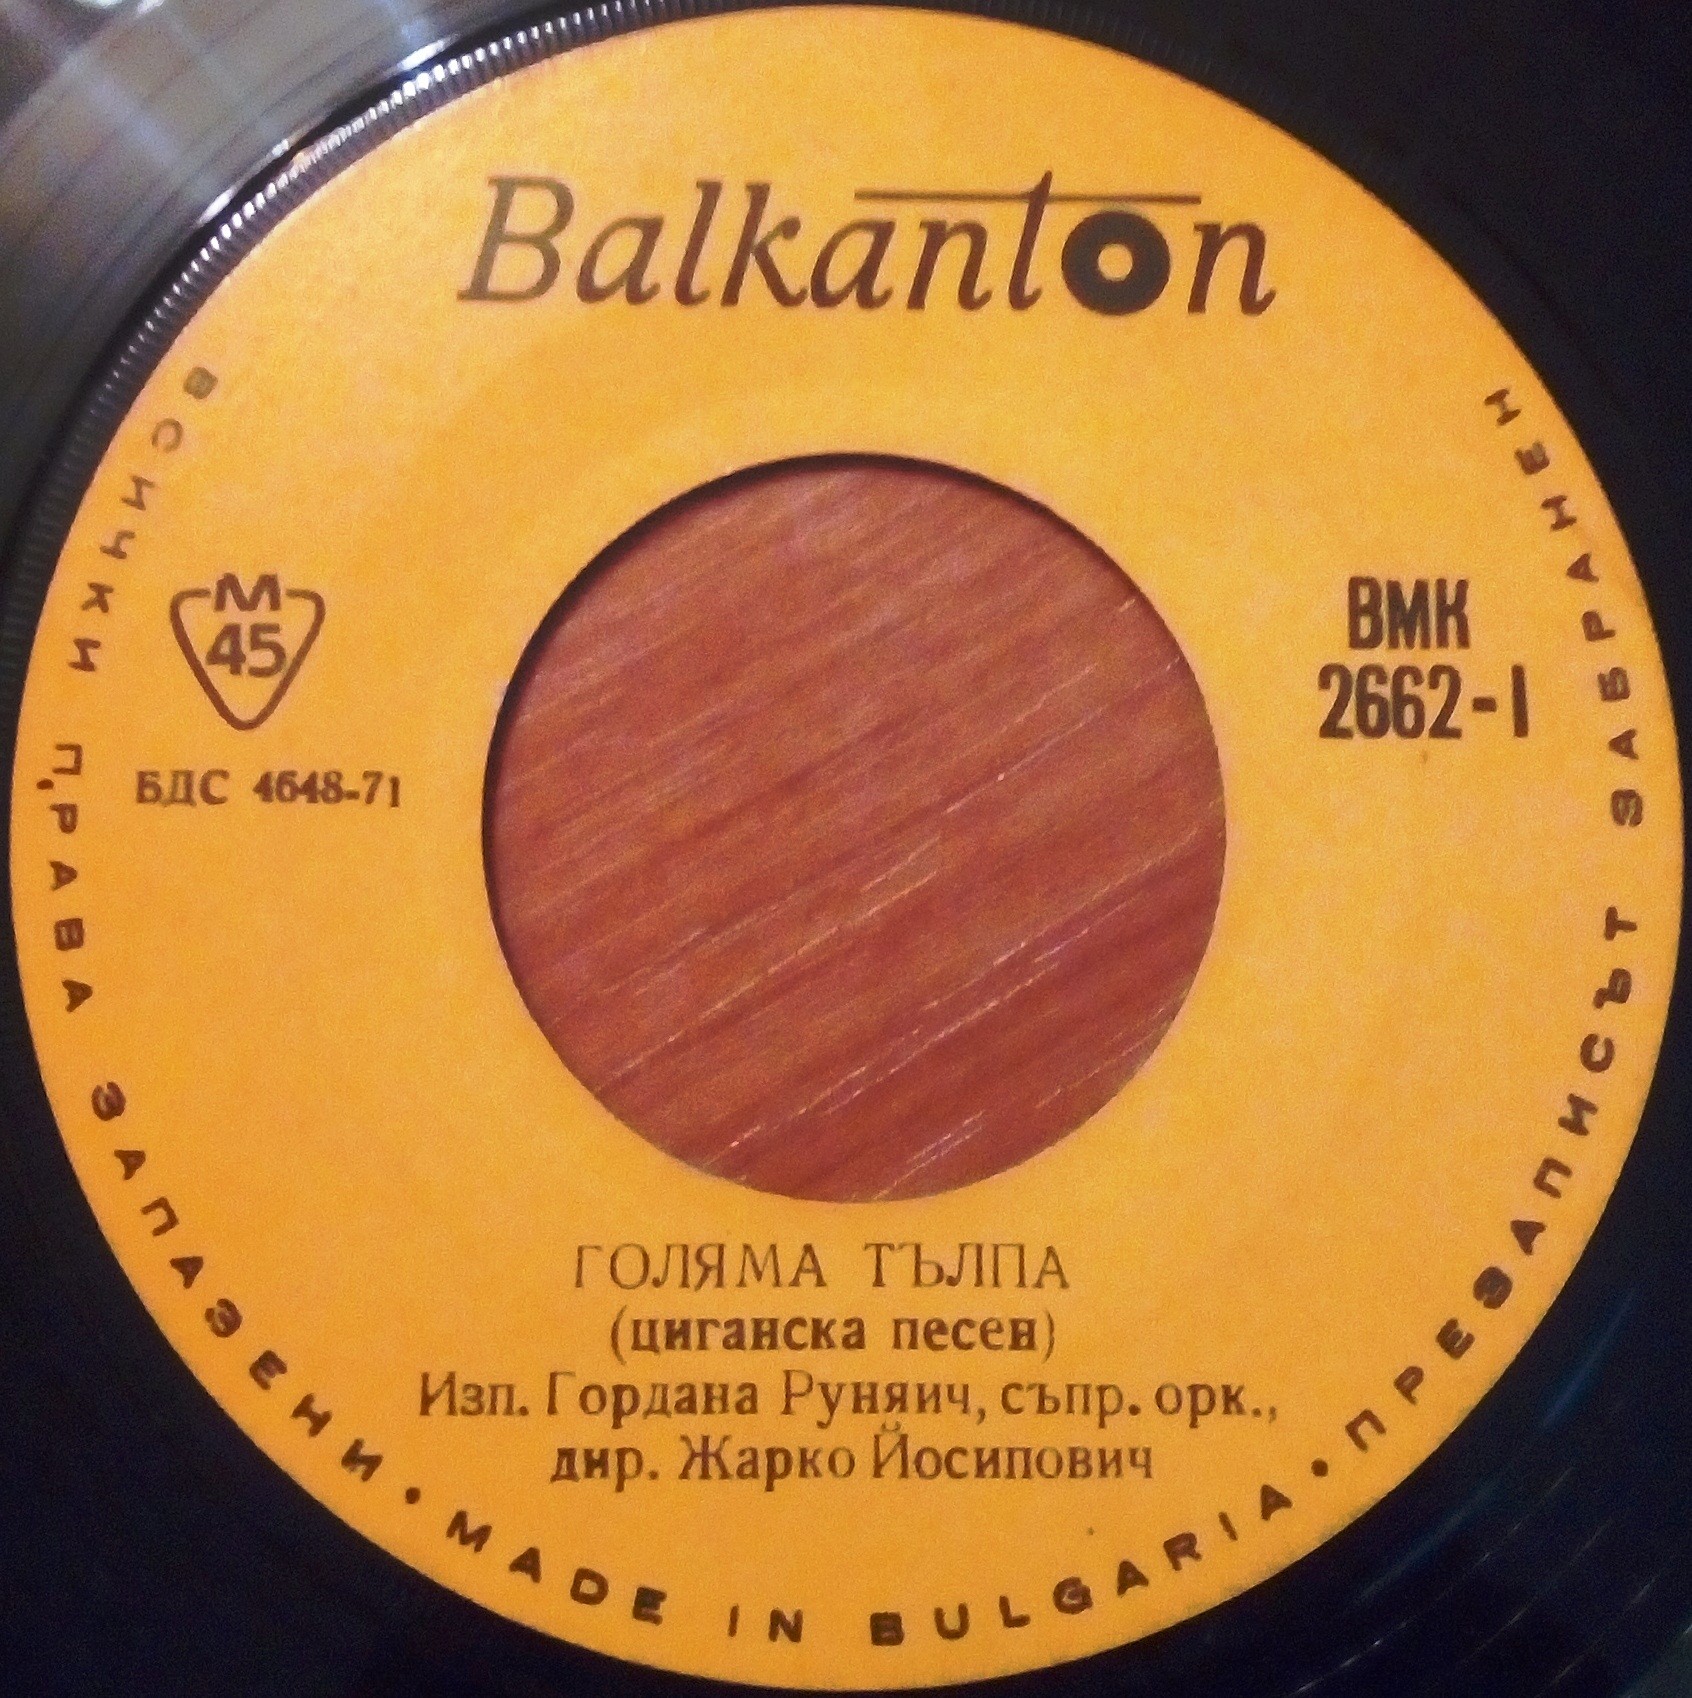 Balkanton
M
45
БДС 4648-71
ВМК
2662-1
ГОЛЯМА ТЪЛПА
(циганска песен)
Изп. Гордана Руняич, съпр. орк.,
дир. Жарко Йосипович
ВСИЧКИ ПРАВА ЗАПАЗЕНИ • MADE IN BULGARIA • ПРЕЗАПИСЪТ ЗАБРАНЕН